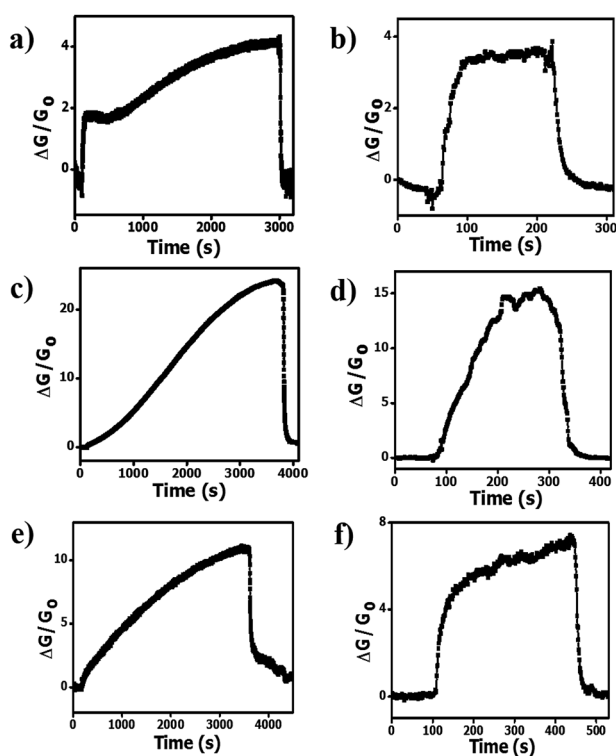 a)
4
2
0
ΔG/G₀
0 1000 2000 3000
Time (s)
b)
4
2
0
ΔG/G₀
0 100 200 300
Time (s)
c)
20
10
0
ΔG/G₀
0 1000 2000 3000 4000
Time (s)
d)
15
10
5
0
ΔG/G₀
0 100 200 300 400
Time (s)
e)
10
5
0
ΔG/G₀
0 1000 2000 3000 4000
Time (s)
f)
8
4
0
ΔG/G₀
0 100 200 300 400 500
Time (s)